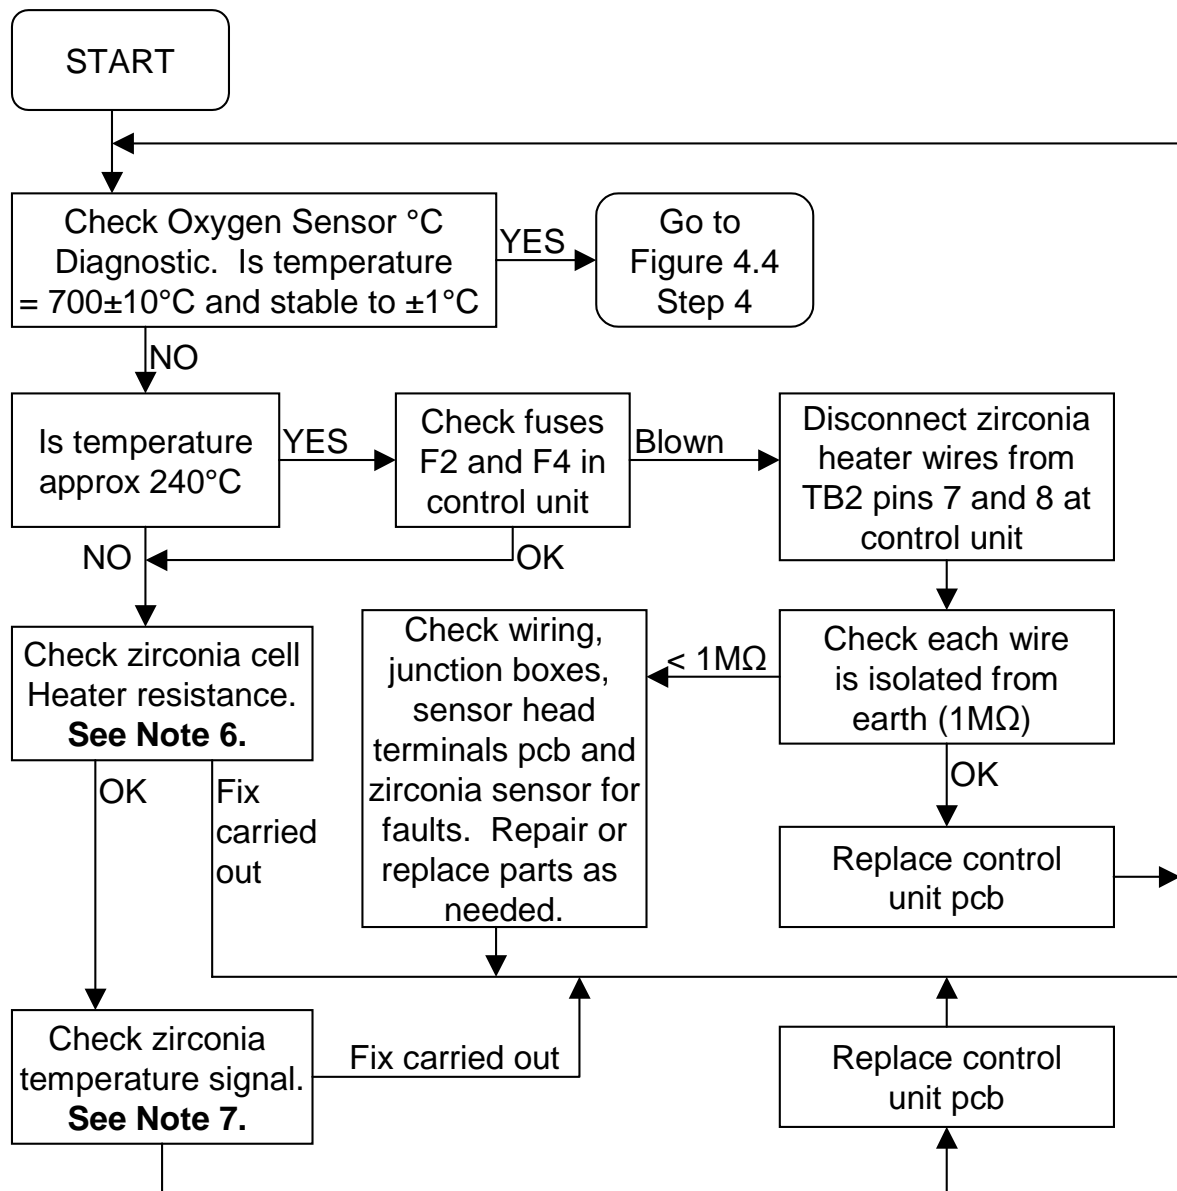 START
Check Oxygen Sensor °C
Diagnostic.  Is temperature
= 700±10°C and stable to ±1°C
YES
Go to
Figure 4.4
Step 4
NO
Is temperature
approx 240°C
YES
Check fuses
F2 and F4 in
control unit
Blown
Disconnect zirconia
heater wires from
TB2 pins 7 and 8 at
control unit
NO
OK
Check zirconia cell
Heater resistance.
See Note 6.
Check wiring,
junction boxes,
sensor head
terminals pcb and
zirconia sensor for
faults.  Repair or
replace parts as
needed.
< 1MΩ
Check each wire
is isolated from
earth (1MΩ)
OK
Fix
carried
out
OK
Replace control
unit pcb
Check zirconia
temperature signal.
See Note 7.
Fix carried out
Replace control
unit pcb